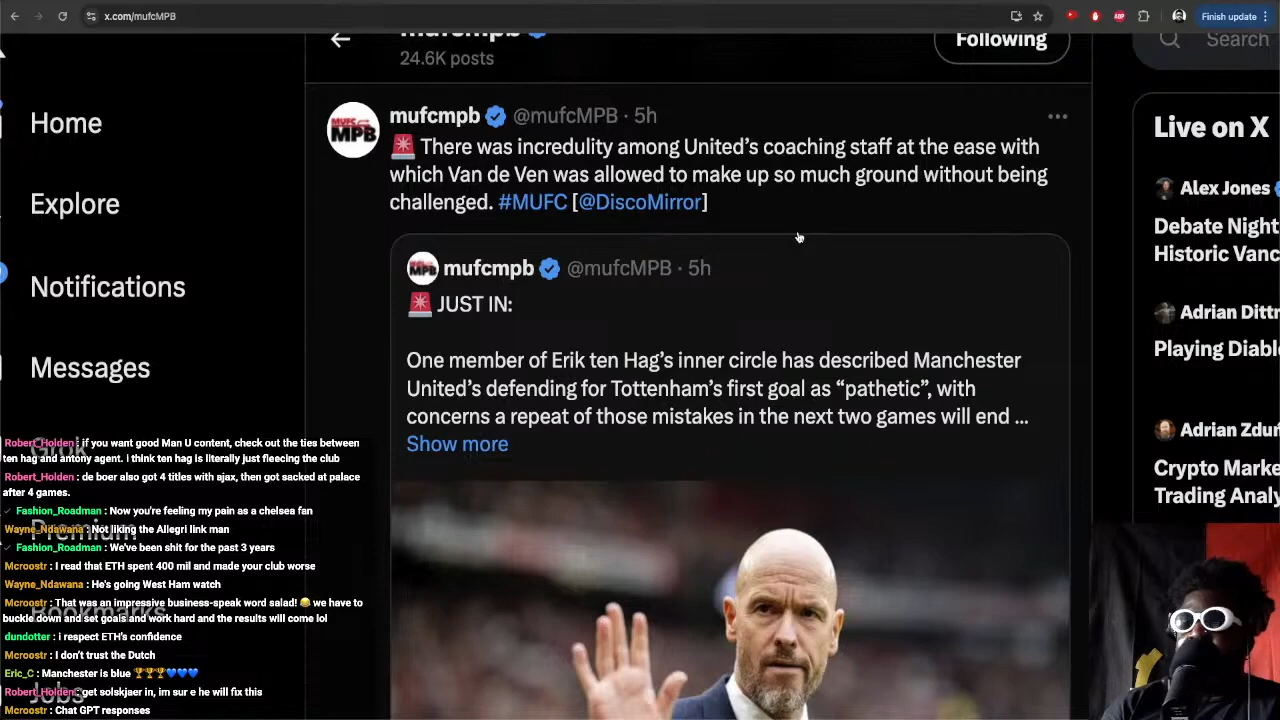 x.com/mufcMPB
Finish update
mufcmpb
24.6K posts
Following
Search
Home
Explore
Notifications
Messages
Grok
Premium
Bookmarks
Jobs
mufcmpb @mufcMPB · 5h
🚨 There was incredulity among United’s coaching staff at the ease with
which Van de Ven was allowed to make up so much ground without being
challenged. #MUFC [@DiscoMirror]
mufcmpb @mufcMPB · 5h
🚨 JUST IN:
One member of Erik ten Hag’s inner circle has described Manchester
United’s defending for Tottenham’s first goal as “pathetic”, with
concerns a repeat of those mistakes in the next two games will end ...
Show more
MUFC
MPB
Live on X
Alex Jones
Debate Night
Historic Vanc
Adrian Dittr
Playing Diabl
Adrian Zdu
Crypto Marke
Trading Analy
Robert_Holden : if you want good Man U content, check out the ties between
ten hag and antony agent. i think ten hag is literally just fleecing the club
Robert_Holden : de boer also got 4 titles with ajax, then got sacked at palace
after 4 games.
Fashion_Roadman : Now you're feeling my pain as a chelsea fan
Wayne_Ndawana : Not liking the Allegri link man
Fashion_Roadman : We've been shit for the past 3 years
Mcroostr : I read that ETH spent 400 mil and made your club worse
Wayne_Ndawana : He's going West Ham watch
Mcroostr : That was an impressive business-speak word salad! 😂 we have to
buckle down and set goals and work hard and the results will come lol
dundotter : i respect ETH's confidence
Mcroostr : I don't trust the Dutch
Eric_C : Manchester is blue 🏆🏆🏆💙💙💙
Robert_Holden : get solskjaer in, im sur e he will fix this
Mcroostr : Chat GPT responses